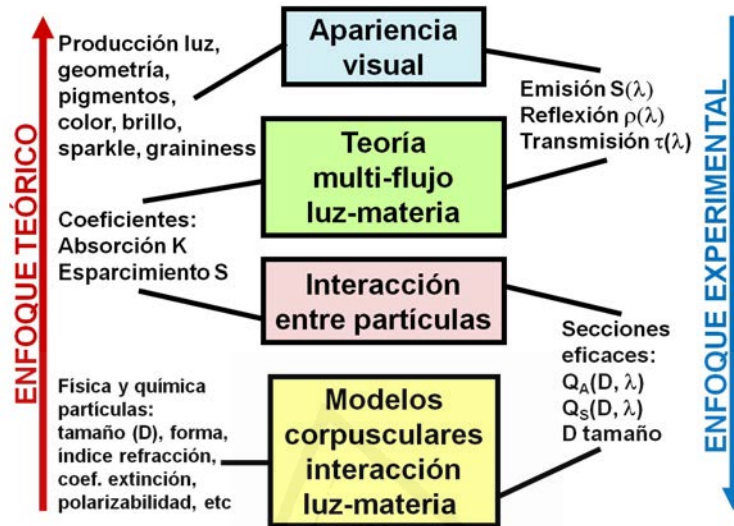 ENFOQUE TEÓRICO
Producción luz,
geometría,
pigmentos,
color, brillo,
sparkle, graininess
Apariencia
visual
Emisión S(λ)
Reflexión ρ(λ)
Transmisión τ(λ)
Teoría
multi-flujo
luz-materia
Coeficientes:
Absorción K
Esparcimiento S
Interacción
entre partículas
Secciones
eficaces:
Q_A(D, λ)
Q_S(D, λ)
D tamaño
Física y química
partículas:
tamaño (D), forma,
índice refracción,
coef. extinción,
polarizabilidad, etc
Modelos
corpusculares
interacción
luz-materia
ENFOQUE EXPERIMENTAL